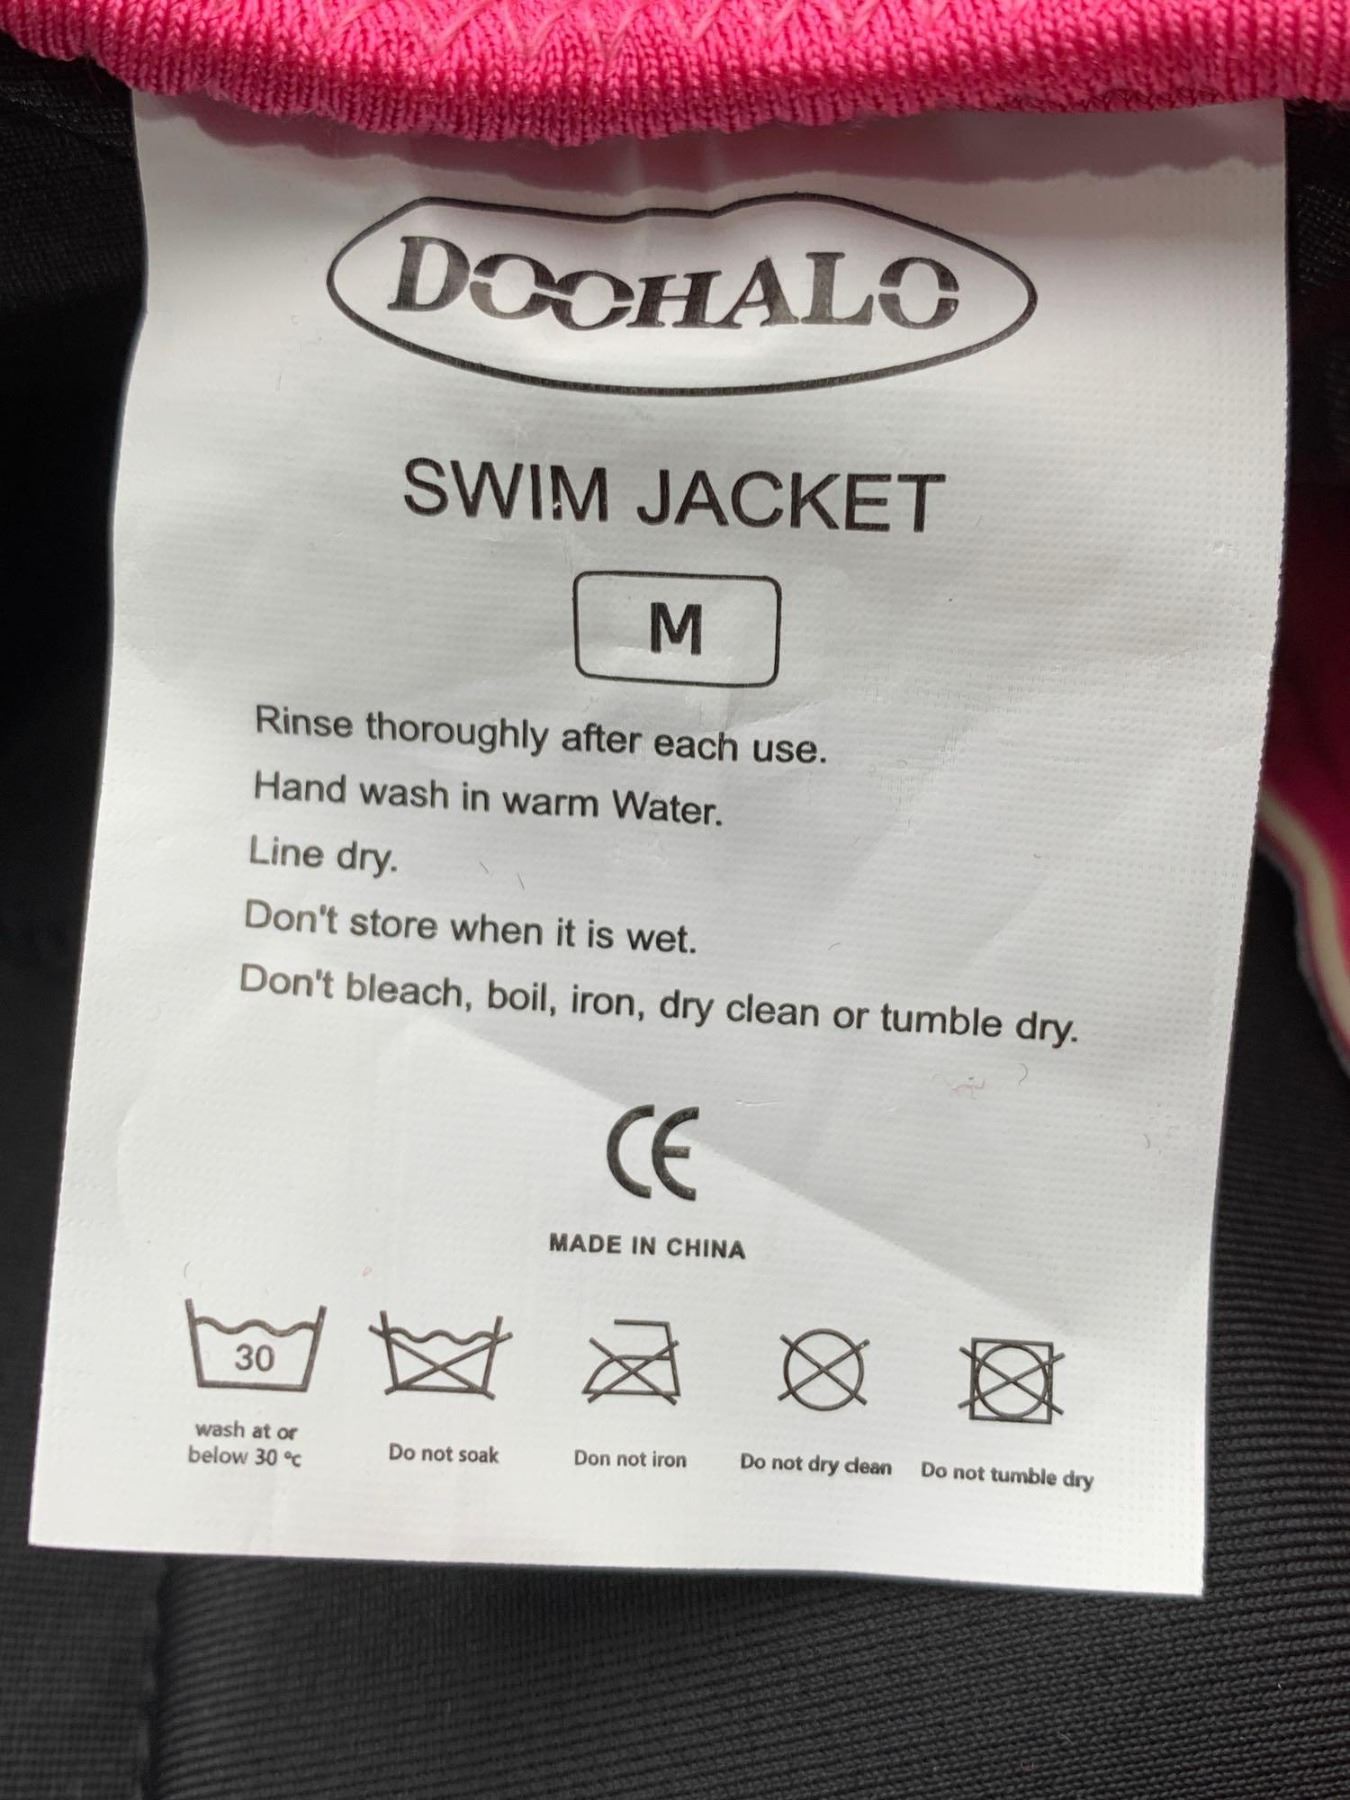 DOOHALO
SWIM JACKET
M
Rinse thoroughly after each use.
Hand wash in warm Water.
Line dry.
Don't store when it is wet.
Don't bleach, boil, iron, dry clean or tumble dry.
CE
MADE IN CHINA
30
wash at or
below 30 °C
Do not soak
Don not iron
Do not dry clean
Do not tumble dry